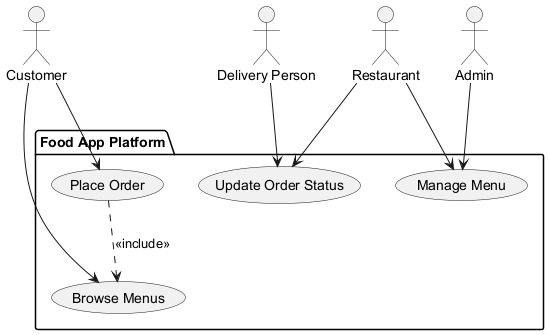 Customer
Delivery Person
Restaurant
Admin
Food App Platform
Place Order
Update Order Status
Manage Menu
«include»
Browse Menus